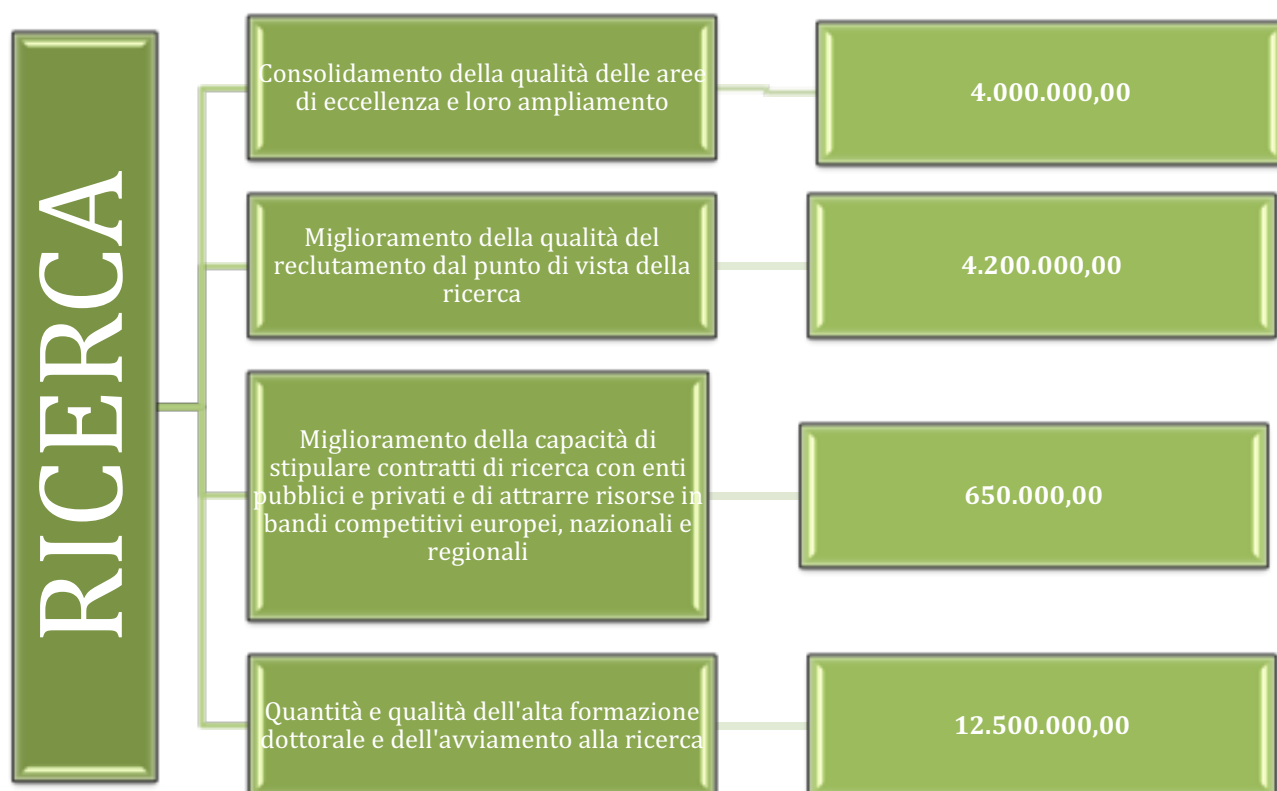 RICERCA
Consolidamento della qualità delle aree
di eccellenza e loro ampliamento
4.000.000,00
Miglioramento della qualità del
reclutamento dal punto di vista della
ricerca
4.200.000,00
Miglioramento della capacità di
stipulare contratti di ricerca con enti
pubblici e privati e di attrarre risorse in
bandi competitivi europei, nazionali e
regionali
650.000,00
Quantità e qualità dell'alta formazione
dottorale e dell'avviamento alla ricerca
12.500.000,00